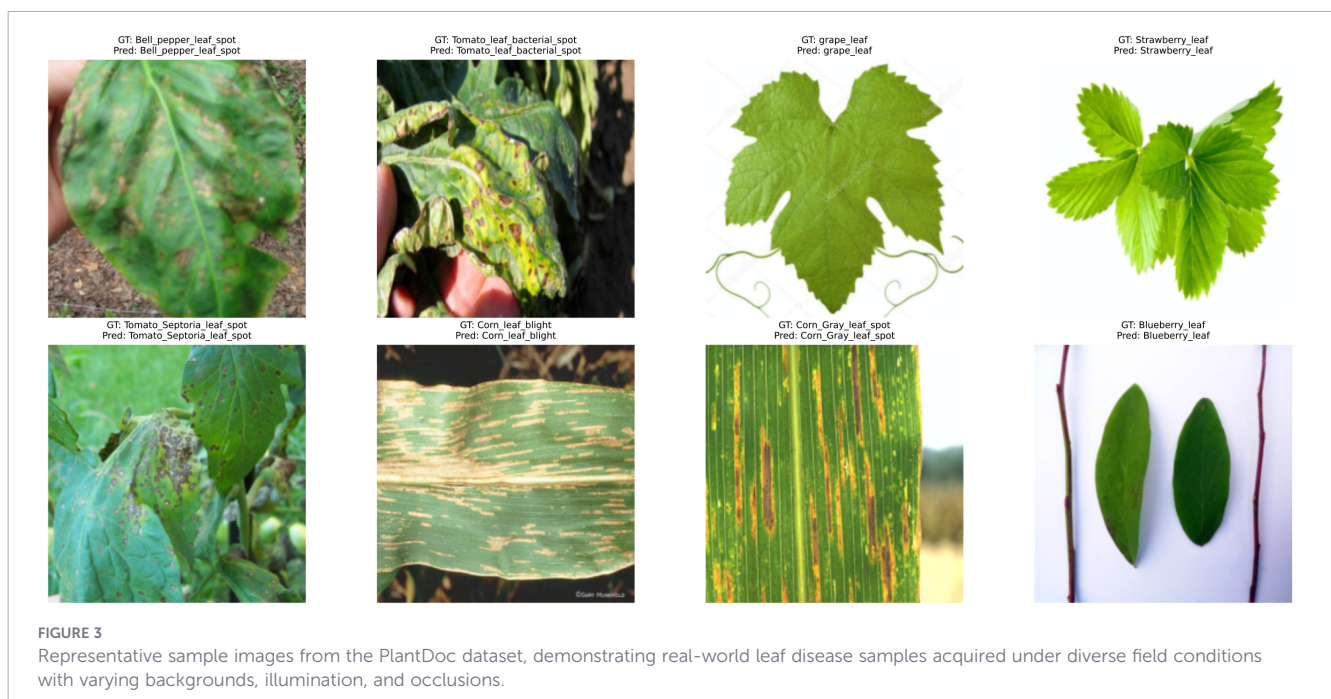 GT: Bell_pepper_leaf_spot
Pred: Bell_pepper_leaf_spot
GT: Tomato_leaf_bacterial_spot
Pred: Tomato_leaf_bacterial_spot
GT: grape_leaf
Pred: grape_leaf
GT: Strawberry_leaf
Pred: Strawberry_leaf
GT: Tomato_Septoria_leaf_spot
Pred: Tomato_Septoria_leaf_spot
GT: Corn_leaf_blight
Pred: Corn_leaf_blight
GT: Corn_Gray_leaf_spot
Pred: Corn_Gray_leaf_spot
GT: Blueberry_leaf
Pred: Blueberry_leaf
©GARY MUNKVOLD
FIGURE 3
Representative sample images from the PlantDoc dataset, demonstrating real-world leaf disease samples acquired under diverse field conditions
with varying backgrounds, illumination, and occlusions.